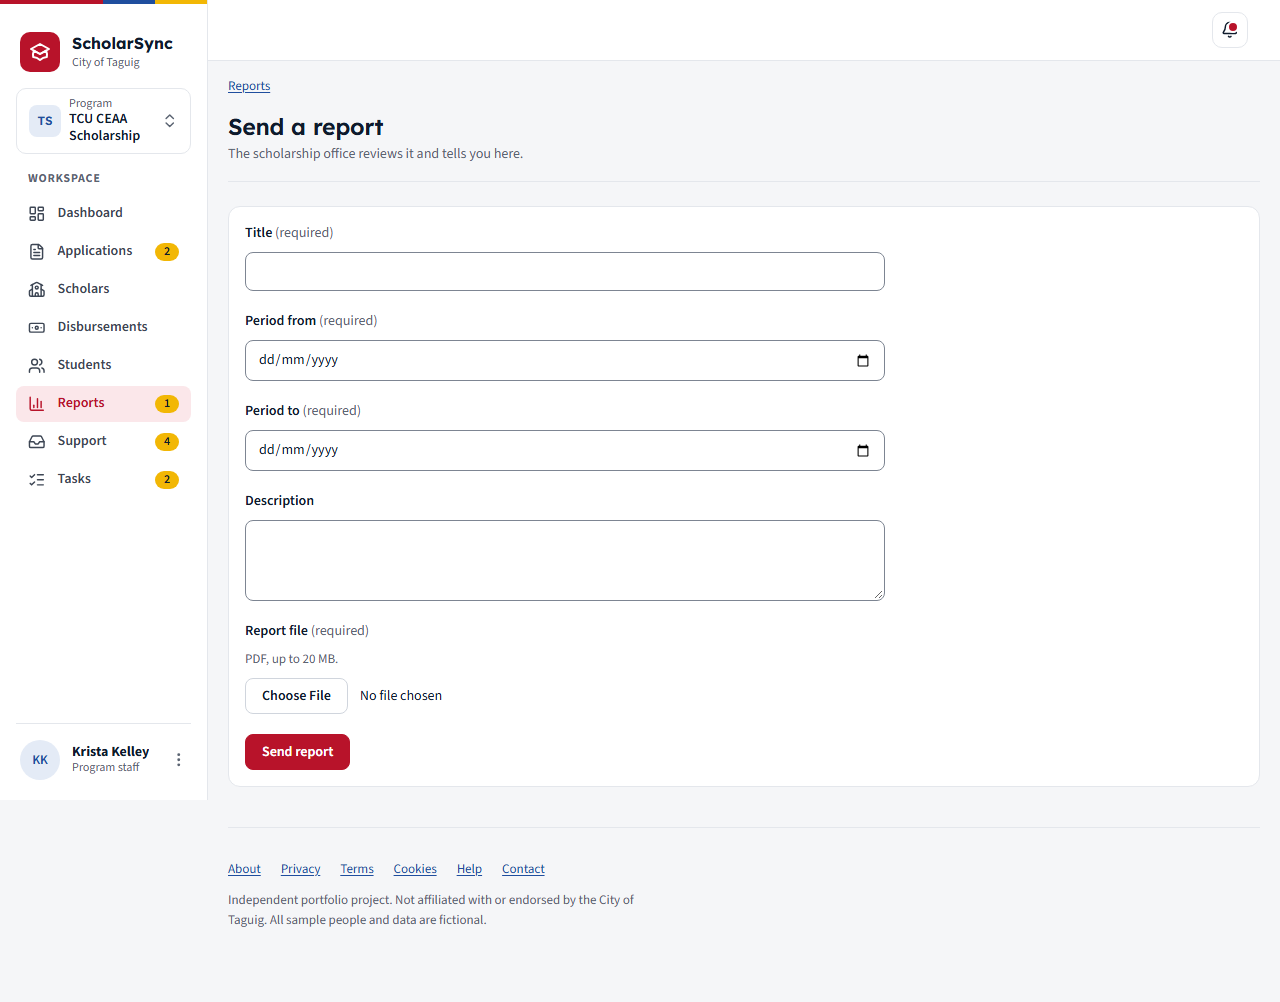 ScholarSync
City of Taguig
TS
Program
TCU CEAA
Scholarship
WORKSPACE
Dashboard
Applications 2
Scholars
Disbursements
Students
Reports 1
Support 4
Tasks 2
KK
Krista Kelley
Program staff
Reports
Send a report
The scholarship office reviews it and tells you here.
Title (required)
Period from (required)
dd/mm/yyyy
Period to (required)
dd/mm/yyyy
Description
Report file (required)
PDF, up to 20 MB.
Choose File No file chosen
Send report
About Privacy Terms Cookies Help Contact
Independent portfolio project. Not affiliated with or endorsed by the City of
Taguig. All sample people and data are fictional.